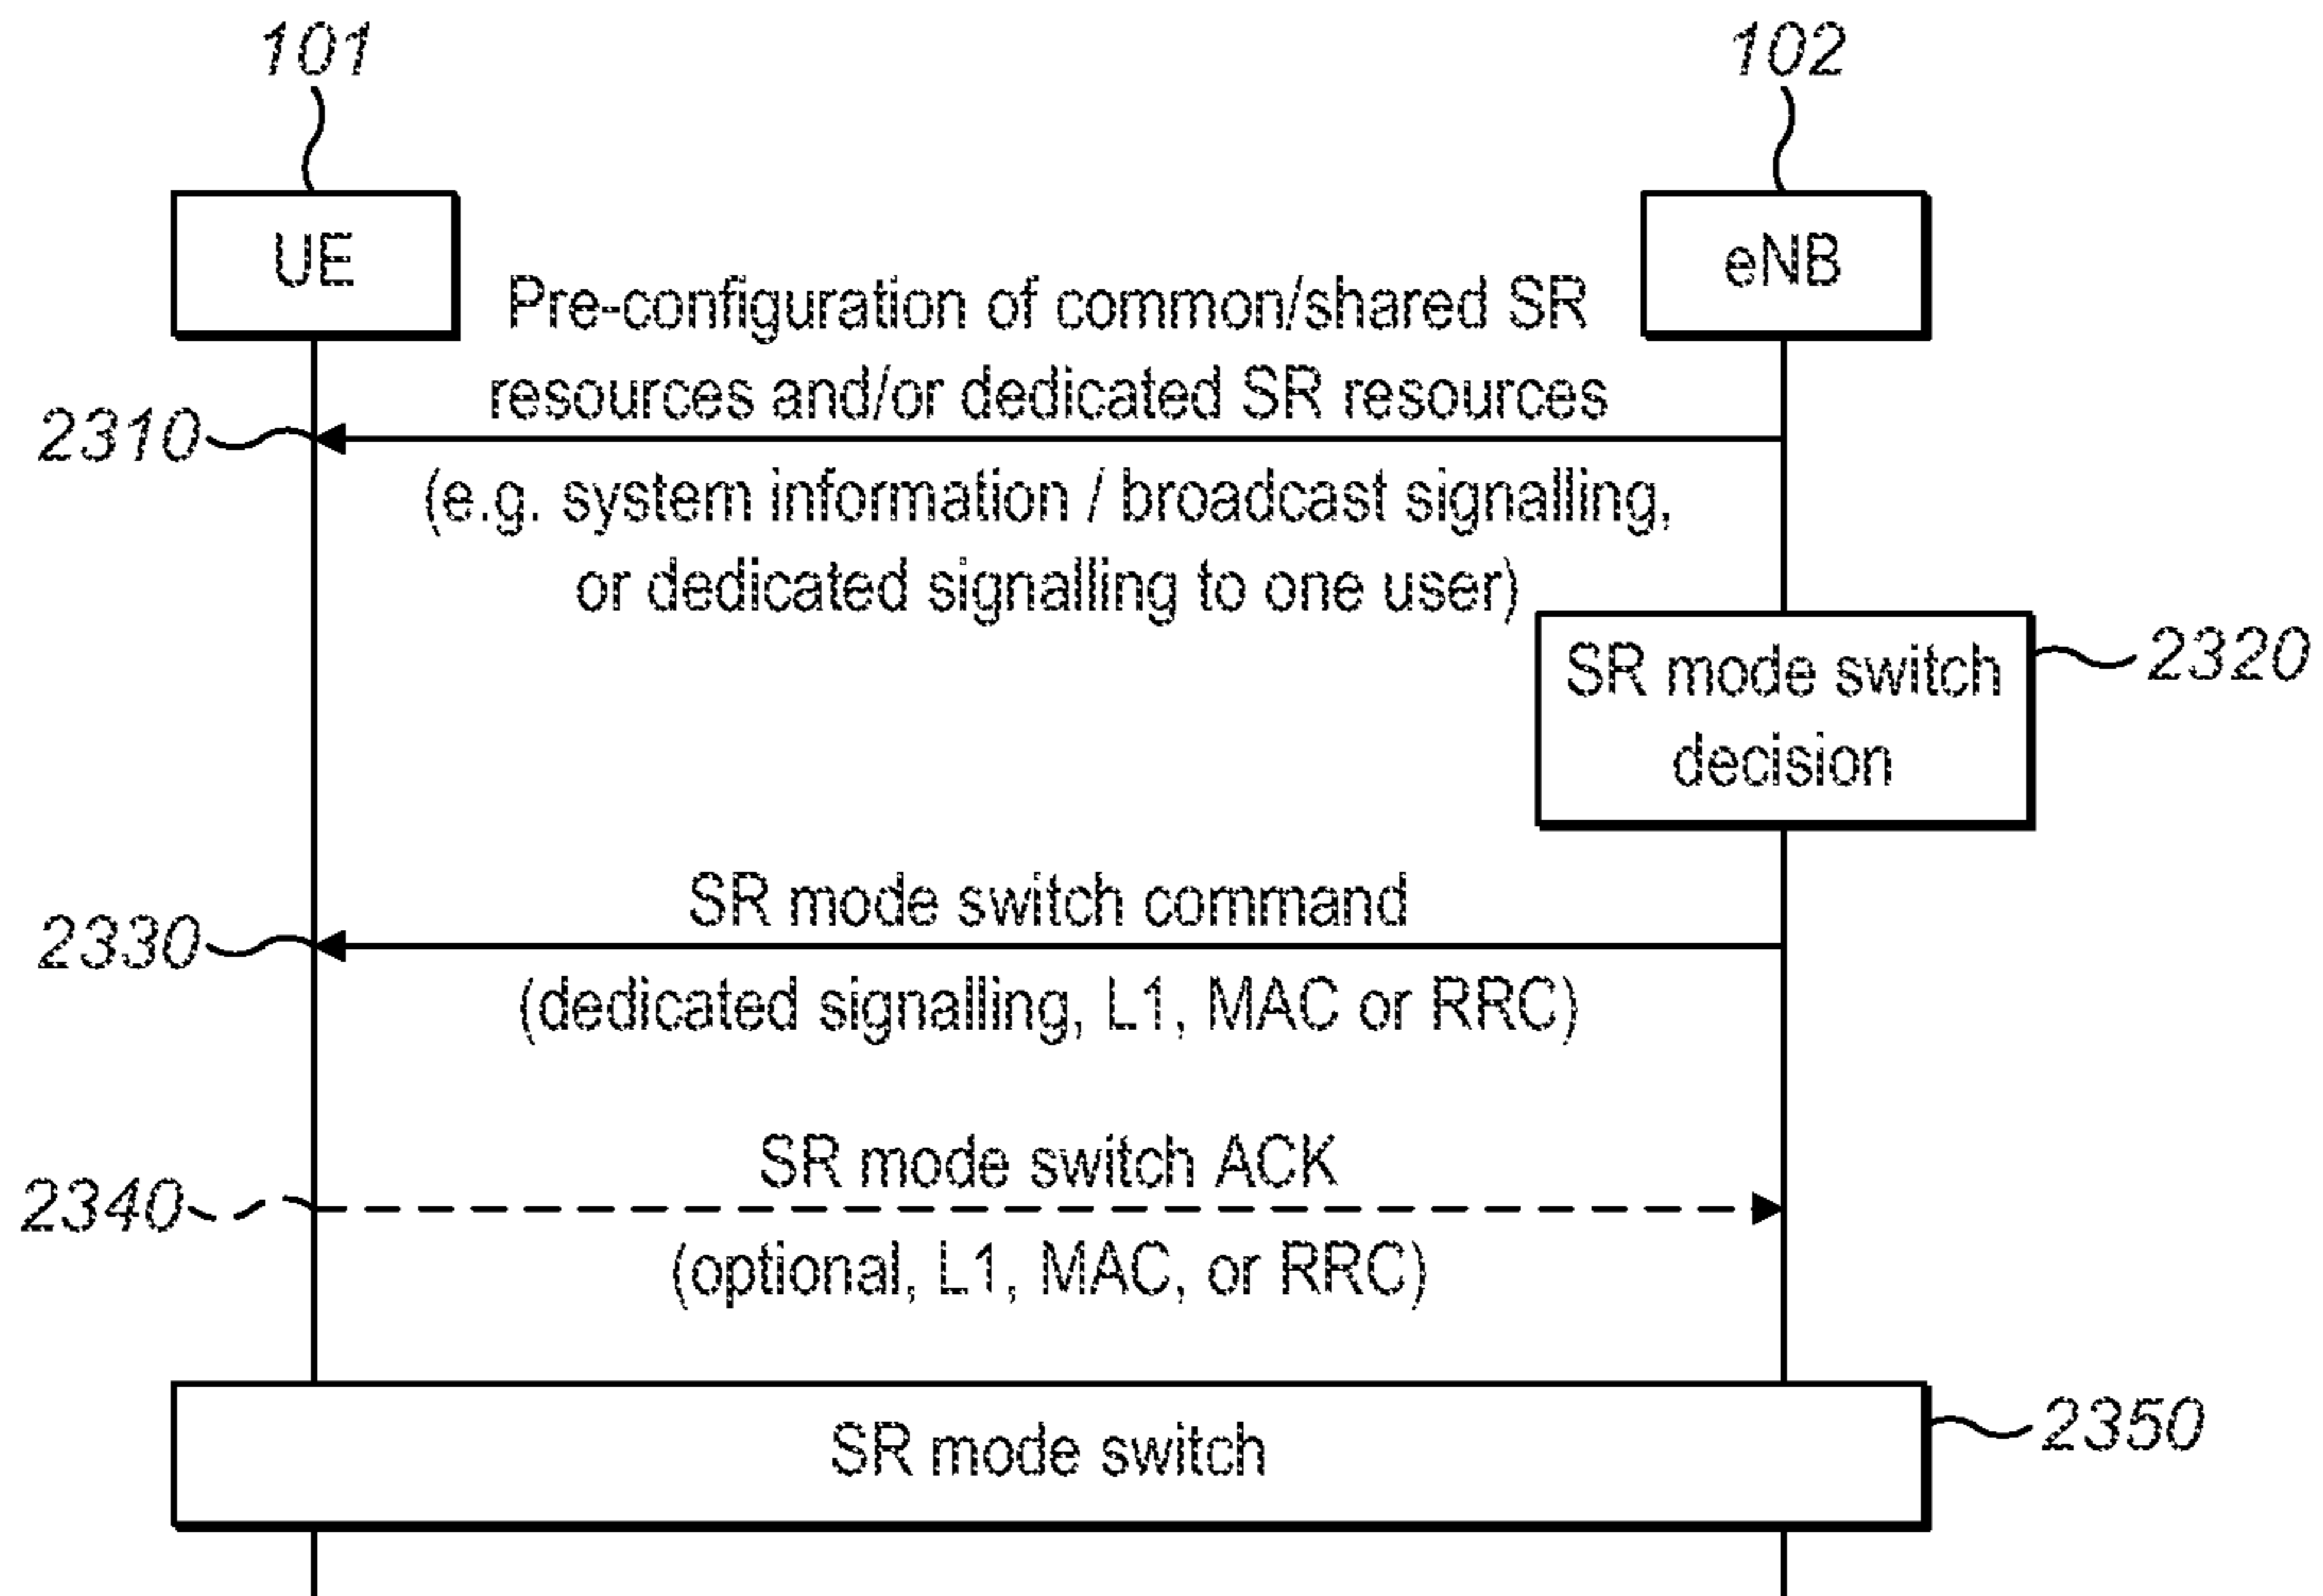 101
102
UE
eNB
Pre-configuration of common/shared SR
resources and/or dedicated SR resources
2310
(e.g. system information / broadcast signalling,
or dedicated signalling to one user)
SR mode switch
decision
2320
SR mode switch command
2330
(dedicated signalling, L1, MAC or RRC)
SR mode switch ACK
2340
(optional, L1, MAC, or RRC)
SR mode switch
2350